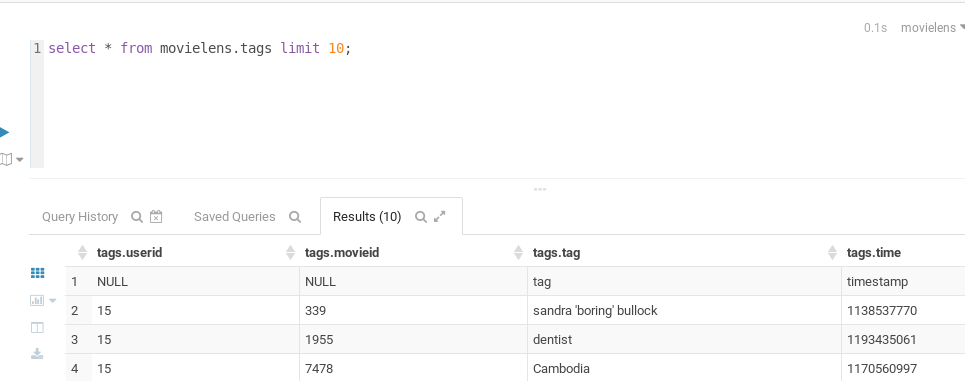 0.1s movielens
1 select * from movielens.tags limit 10;
Query History Saved Queries Results (10)
tags.userid tags.movieid tags.tag tags.time
1 NULL NULL tag timestamp
2 15 339 sandra 'boring' bullock 1138537770
3 15 1955 dentist 1193435061
4 15 7478 Cambodia 1170560997